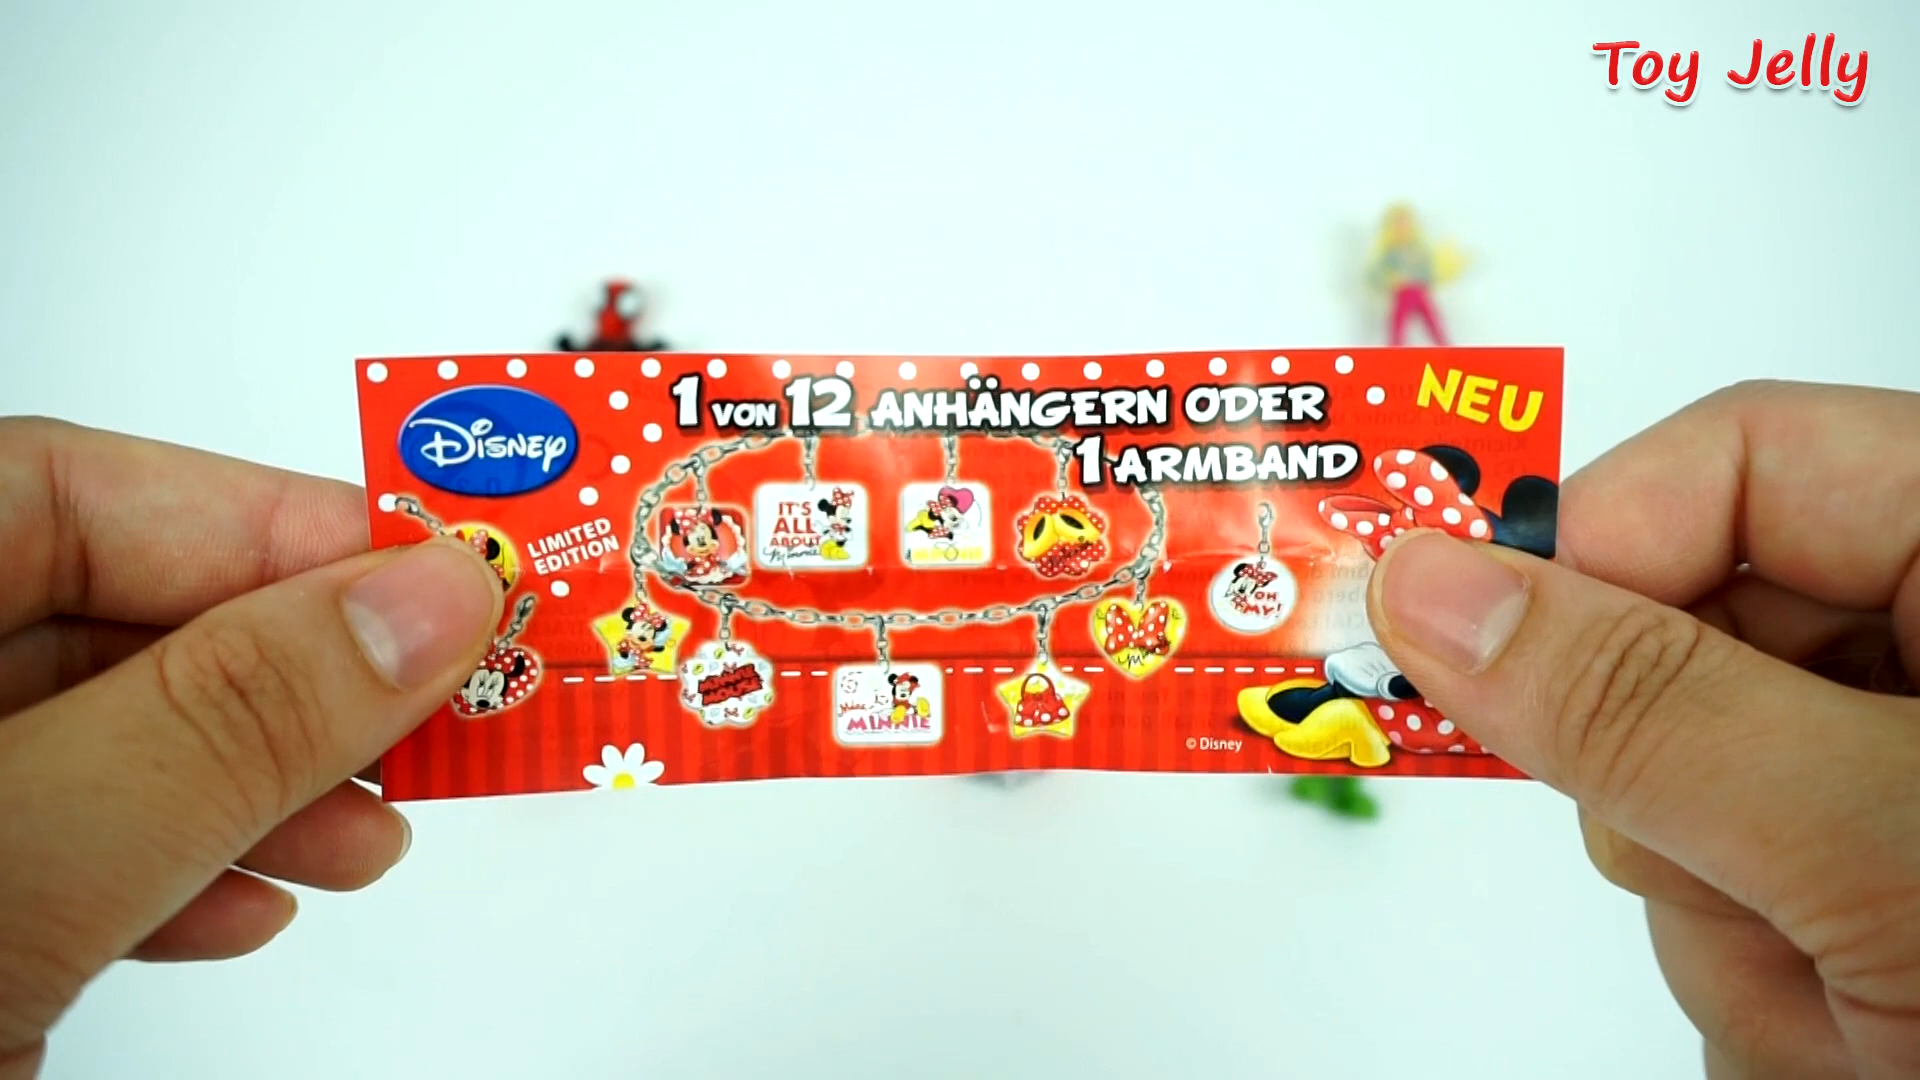 Toy Jelly
1 VON 12 ANHÄNGERN ODER
1 ARMBAND
NEU
Disney
LIMITED
EDITION
IT'S
ALL
ABOUT
Minnie
OH
MY!
MINNIE
MOUSE
MINNIE
© Disney